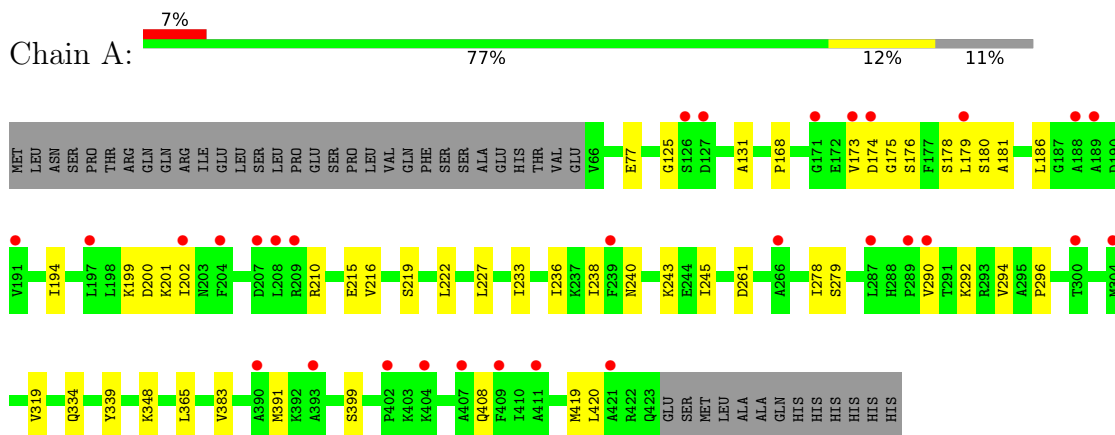 7%
Chain A:
77% 12% 11%
MET LEU ASN SER PRO THR ARG GLN GLN ARG ILE GLU LEU SER LEU PRO GLU SER PRO LEU VAL GLN PHE SER SER ALA GLU HIS THR VAL GLU V66 E77 G125 S126 D127 A131 P168 G171 E172 V173 D174 G175 S176 F177 S178 L179 S180 A181 L186 G187 A188 A189 D190
V191 I194 L197 L198 K199 D200 K201 I202 N203 F204 D207 L208 R209 R210 E215 V216 S219 L222 L227 I233 I236 K237 I238 F239 N240 K243 E244 I245 D261 A266 I278 S279 L287 H288 P289 V290 T291 K292 R293 V294 A295 P296 T300 M304
V319 Q334 Y339 K348 L365 V383 A390 M391 K392 A393 S399 P402 K403 K404 A407 Q408 F409 I410 A411 M419 L420 A421 R422 Q423 GLU SER MET LEU ALA ALA GLN HIS HIS HIS HIS HIS HIS